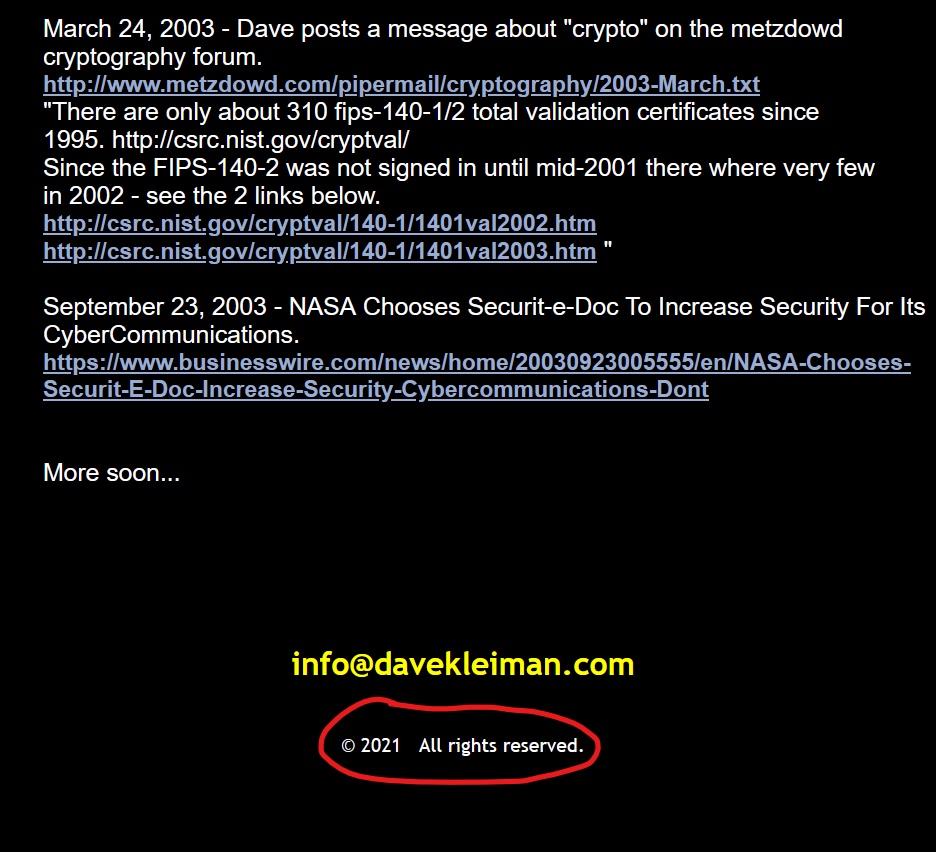 March 24, 2003 - Dave posts a message about "crypto" on the metzdowd
cryptography forum.
http://www.metzdowd.com/pipermail/cryptography/2003-March.txt
"There are only about 310 fips-140-1/2 total validation certificates since
1995. http://csrc.nist.gov/cryptval/
Since the FIPS-140-2 was not signed in until mid-2001 there where very few
in 2002 - see the 2 links below.
http://csrc.nist.gov/cryptval/140-1/1401val2002.htm
http://csrc.nist.gov/cryptval/140-1/1401val2003.htm "
September 23, 2003 - NASA Chooses Securit-e-Doc To Increase Security For Its
CyberCommunications.
https://www.businesswire.com/news/home/20030923005555/en/NASA-Chooses-
Securit-E-Doc-Increase-Security-Cybercommunications-Dont
More soon...
info@davekleiman.com
© 2021 All rights reserved.